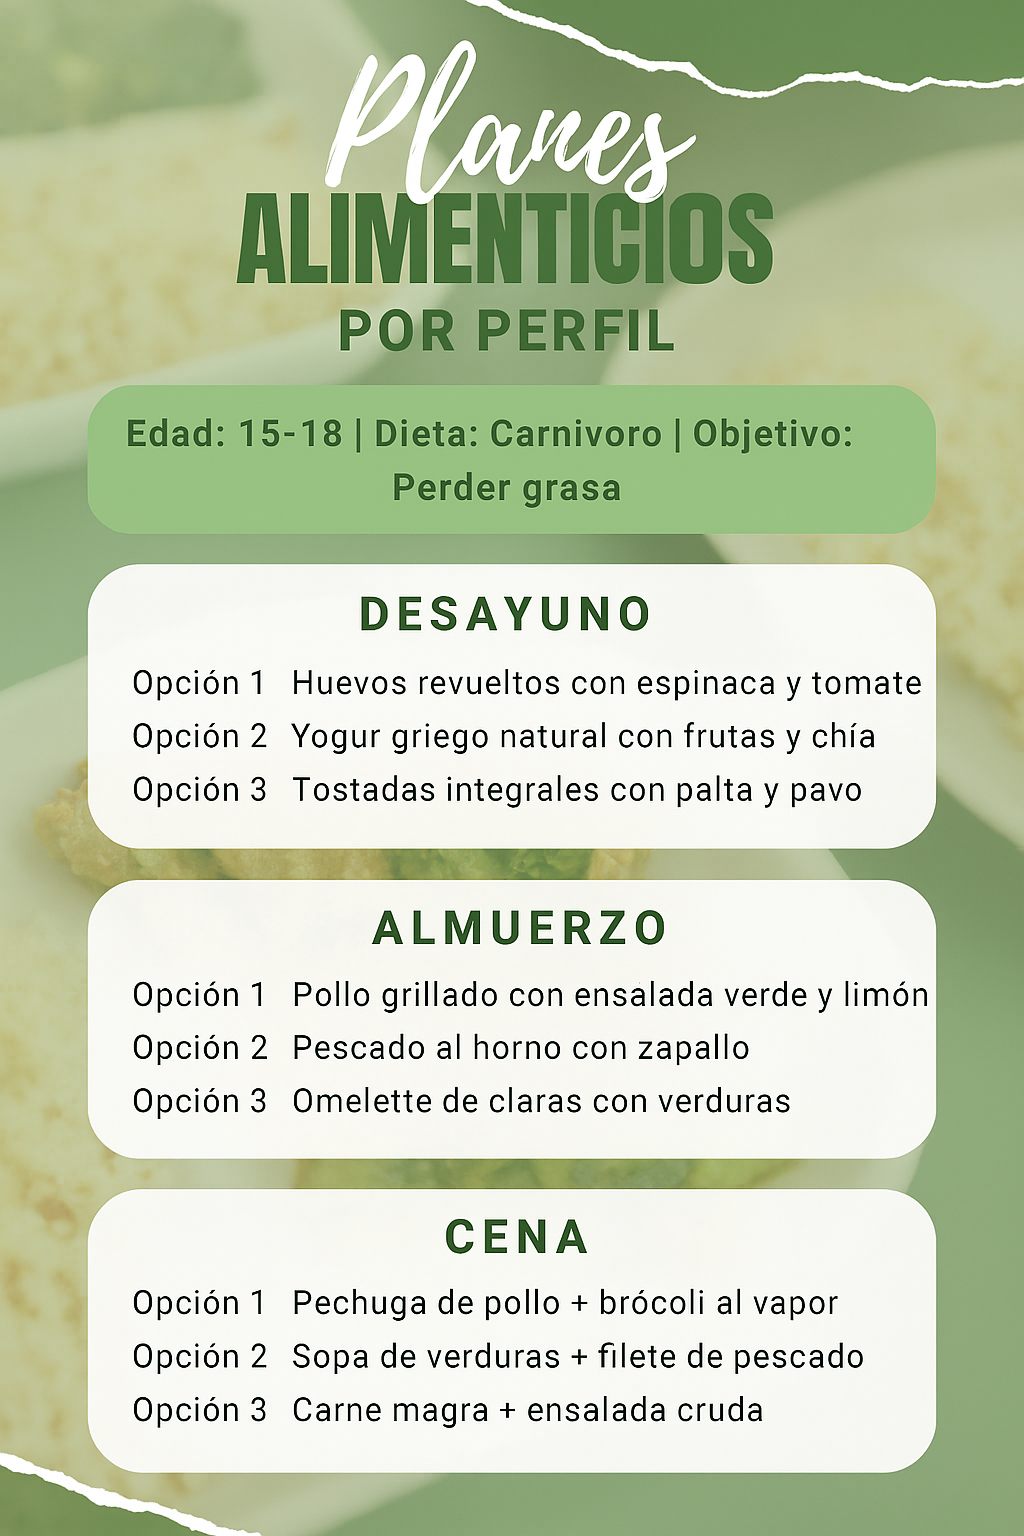 Planes
ALIMENTICIOS
POR PERFIL
Edad: 15-18 | Dieta: Carnivoro | Objetivo:
Perder grasa
DESAYUNO
Opción 1 Huevos revueltos con espinaca y tomate
Opción 2 Yogur griego natural con frutas y chía
Opción 3 Tostadas integrales con palta y pavo
ALMUERZO
Opción 1 Pollo grillado con ensalada verde y limón
Opción 2 Pescado al horno con zapallo
Opción 3 Omelette de claras con verduras
CENA
Opción 1 Pechuga de pollo + brócoli al vapor
Opción 2 Sopa de verduras + filete de pescado
Opción 3 Carne magra + ensalada cruda